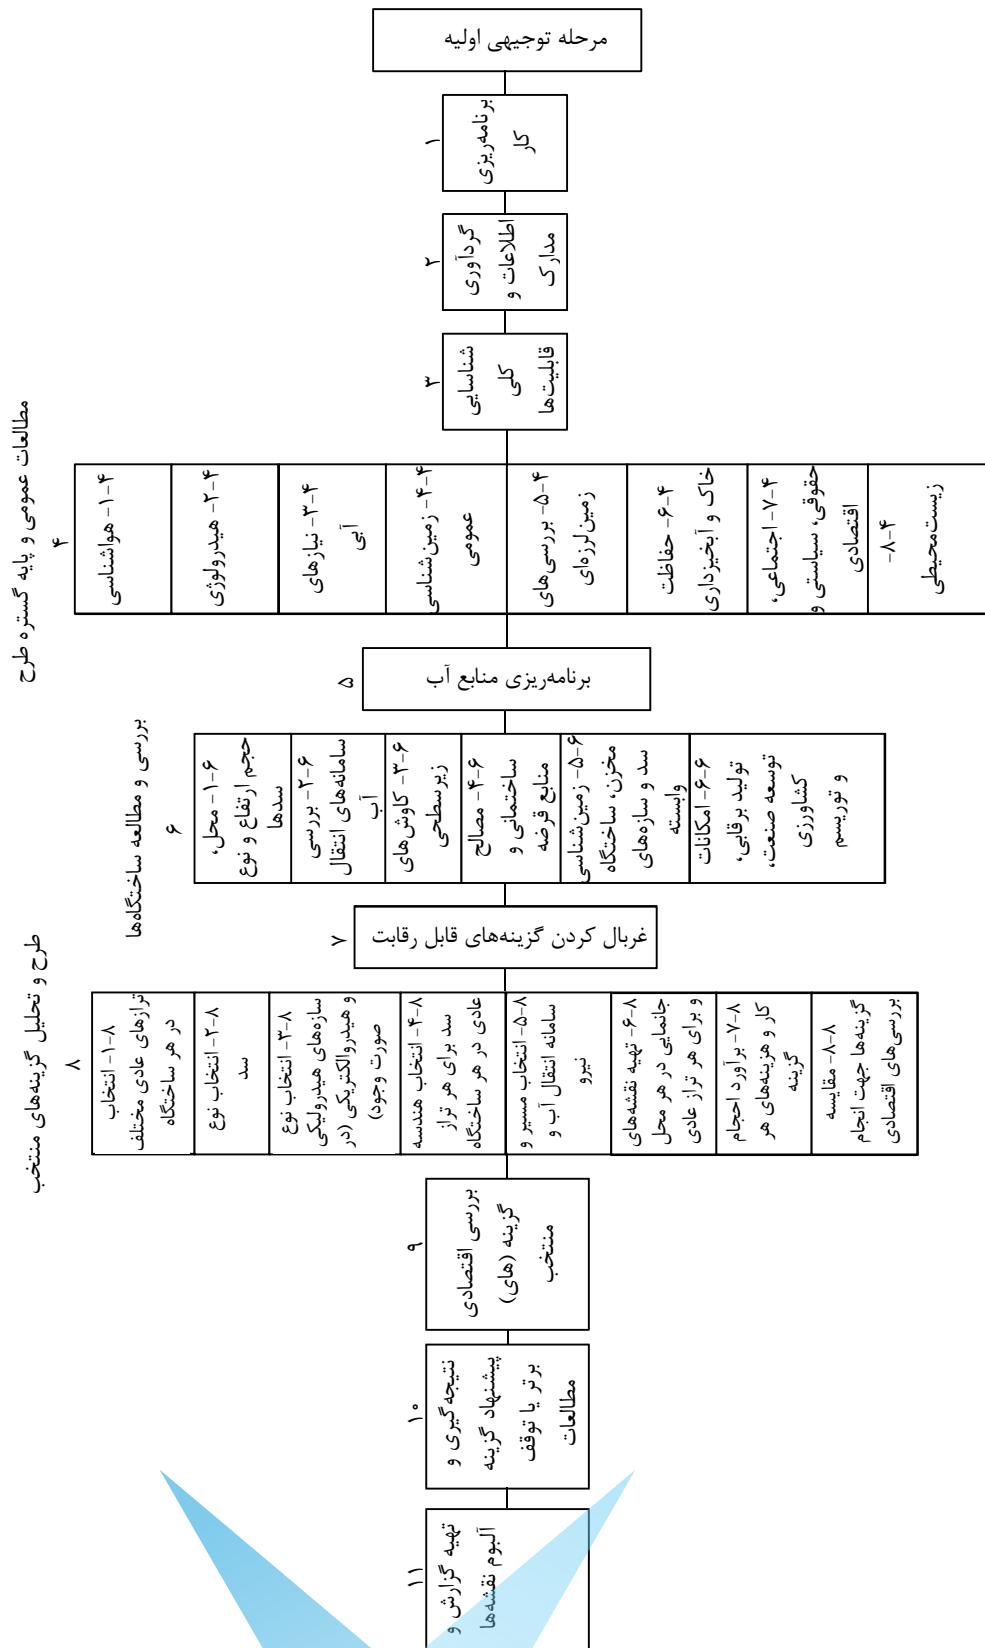 مرحله توجیهی اولیه
۱
برنامه‌ریزی
کار
۲
گردآوری
اطلاعات و
مدارک
۳
شناسایی
کلی
قابلیت‌ها
مطالعات عمومی و پایه گستره طرح
۴
۴-۱- هواشناسی
۴-۲- هیدرولوژی
۴-۳- نیازهای
آبی
۴-۴- زمین‌شناسی
عمومی
۴-۵- بررسی‌های
زمین‌لرزه‌ای
۴-۶- حفاظت
خاک و آبخیزداری
۴-۷- اجتماعی،
حقوقی، سیاسی و
اقتصادی
۴-۸-
زیست‌محیطی
۵
برنامه‌ریزی منابع آب
بررسی و مطالعه ساختگاه‌ها
۶
۶-۱- محل،
حجم ارتفاع و نوع
سدها
۶-۲- بررسی
سامانه‌های انتقال
آب
۶-۳- کاوش‌های
زیرسطحی
۶-۴- مصالح
ساختمانی و
منابع قرضه
۶-۵- زمین‌شناسی
مخزن، ساختگاه
سد و سازه‌های
وابسته
۶-۶- امکانات
تولید برقابی،
توسعه صنعت،
کشاورزی
و توریسم
۷
غربال کردن گزینه‌های قابل رقابت
طرح و تحلیل گزینه‌های منتخب
۸
۸-۱- انتخاب
ترازهای عادی مختلف
در هر ساختگاه
۸-۲- انتخاب نوع
سد
۸-۳- انتخاب نوع
سازه‌های هیدرولیکی
و هیدروالکتریکی (در
صورت وجود)
۸-۴- انتخاب هندسه
سد برای هر تراز
عادی در هر ساختگاه
۸-۵- انتخاب مسیر و
سامانه انتقال آب و
نیرو
۸-۶- تهیه نقشه‌های
جانمایی در هر محل
و برای هر تراز عادی
۸-۷- برآورد احجام
کار و هزینه‌های هر
گزینه
۸-۸- مقایسه
گزینه‌ها جهت انجام
بررسی‌های اقتصادی
۹
بررسی اقتصادی
گزینه (های)
منتخب
۱۰
نتیجه‌گیری و
پیشنهاد گزینه
برتر یا توقف
مطالعات
۱۱
تهیه گزارش و
آلبوم نقشه‌ها